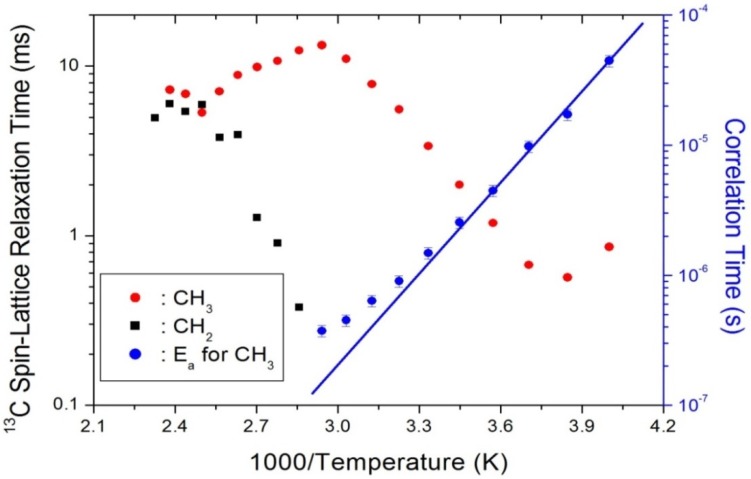 ¹³C Spin-Lattice Relaxation Time (ms)
10
1
0.1
: CH₃
: CH₂
: Eₐ for CH₃
2.1 2.4 2.7 3.0 3.3 3.6 3.9 4.2
1000/Temperature (K)
10⁻⁴
10⁻⁵
10⁻⁶
10⁻⁷
Correlation Time (s)